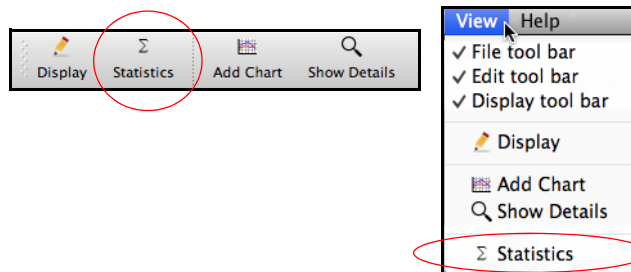 Display Statistics Add Chart Show Details
View Help
✓ File tool bar
✓ Edit tool bar
✓ Display tool bar
Display
Add Chart
Show Details
Σ Statistics